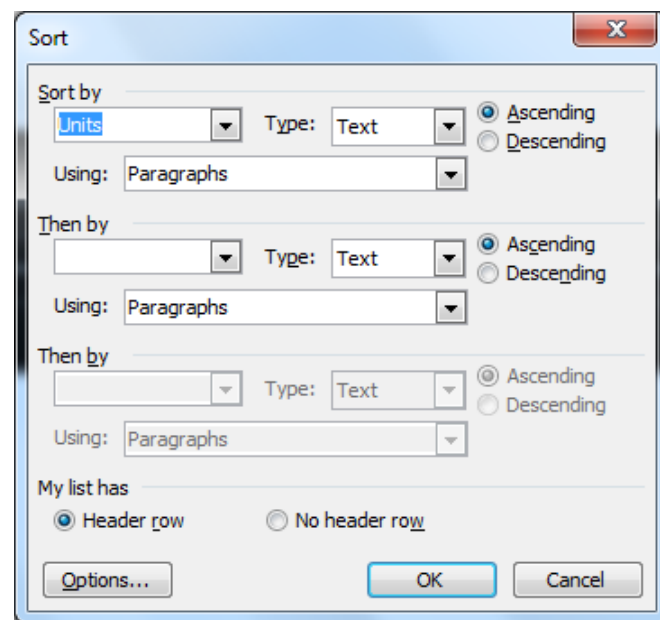 Sort
Sort by
Units Type: Text Ascending
Descending
Using: Paragraphs
Then by
Type: Text Ascending
Descending
Using: Paragraphs
Then by
Type: Text Ascending
Descending
Using: Paragraphs
My list has
Header row No header row
Options... OK Cancel